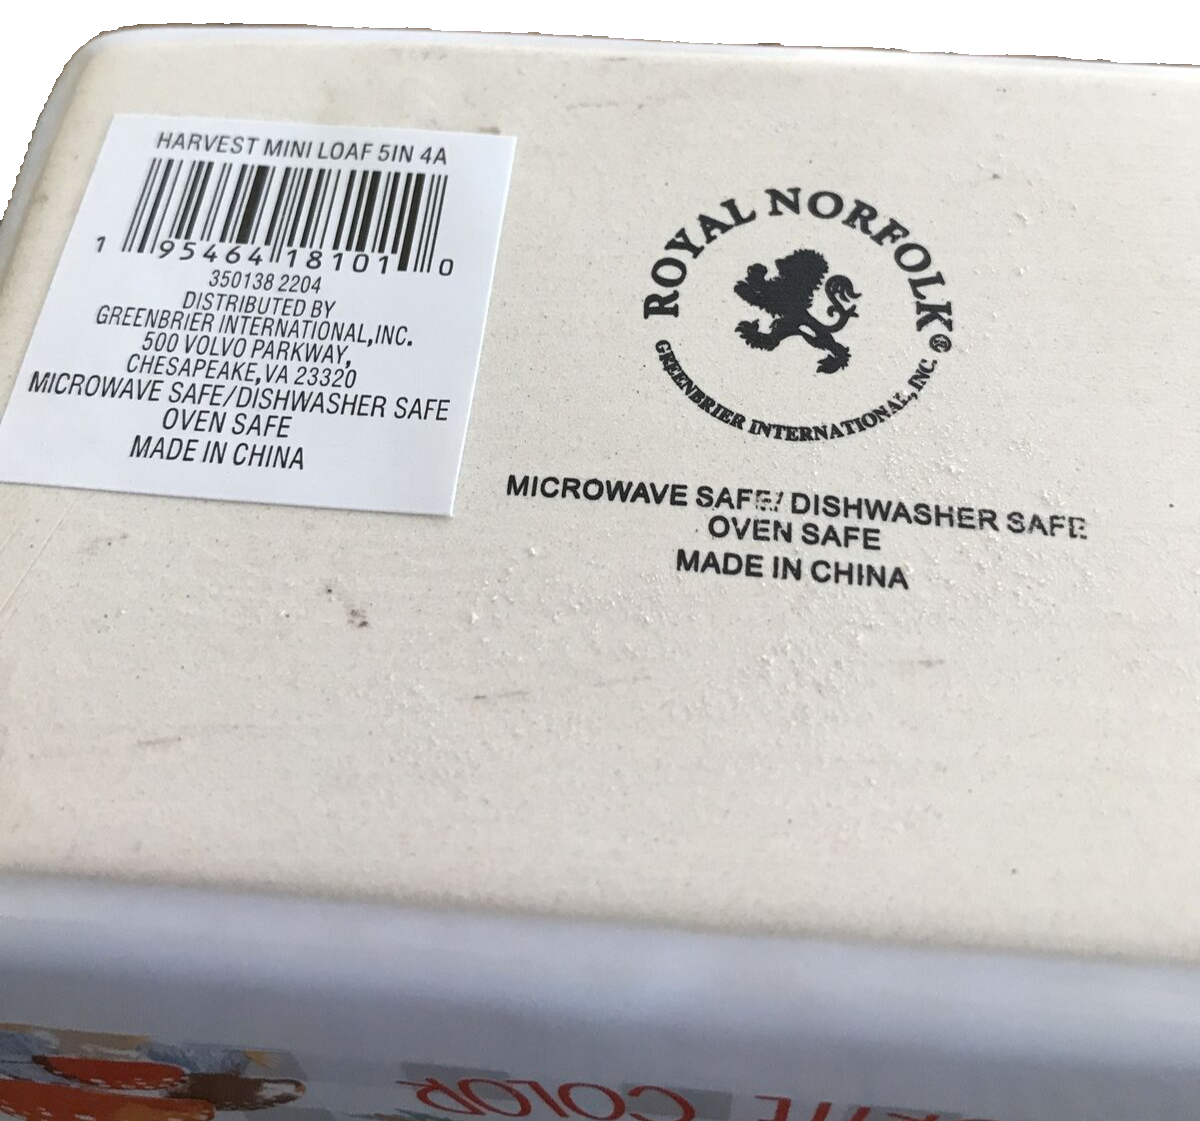 HARVEST MINI LOAF 5IN 4A
1 95464 18101 0
350138 2204
DISTRIBUTED BY
GREENBRIER INTERNATIONAL,INC.
500 VOLVO PARKWAY,
CHESAPEAKE,VA 23320
MICROWAVE SAFE/DISHWASHER SAFE
OVEN SAFE
MADE IN CHINA
ROYAL NORFOLK®
GREENBRIER INTERNATIONAL, INC.
MICROWAVE SAFE/ DISHWASHER SAFE
OVEN SAFE
MADE IN CHINA
COLOR